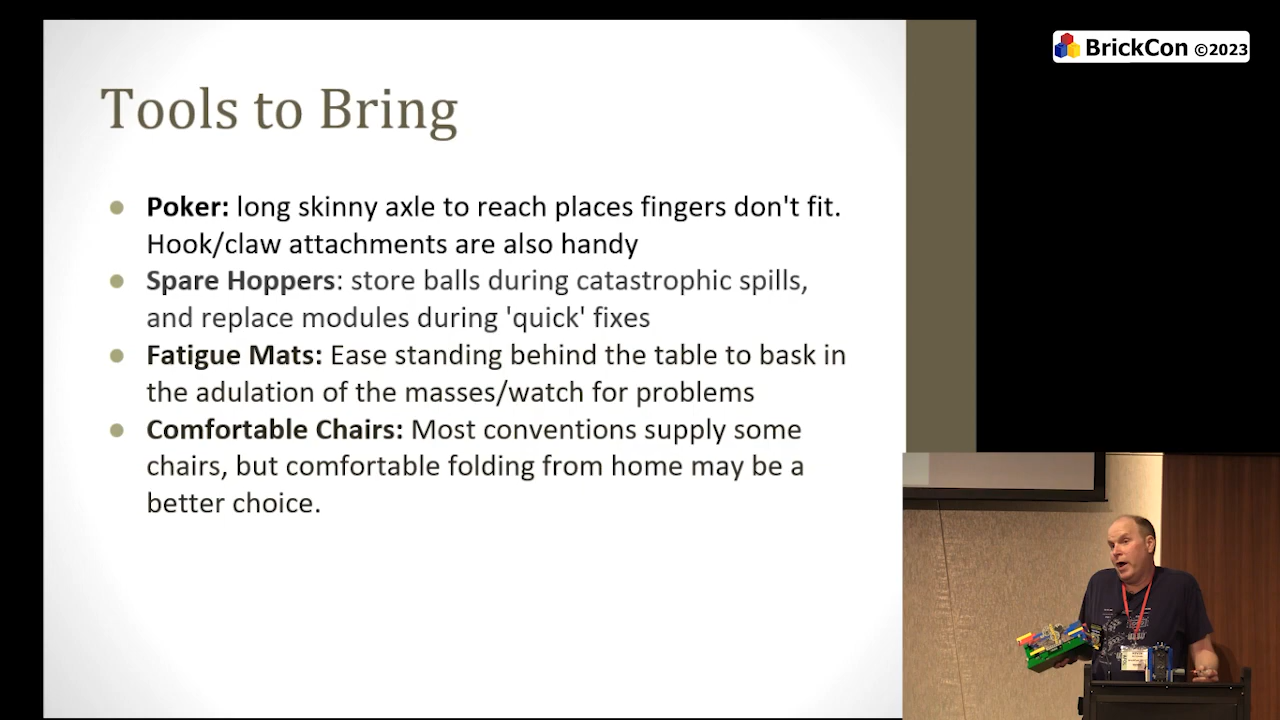 BrickCon ©2023
Tools to Bring
Poker: long skinny axle to reach places fingers don't fit.
Hook/claw attachments are also handy
Spare Hoppers: store balls during catastrophic spills,
and replace modules during 'quick' fixes
Fatigue Mats: Ease standing behind the table to bask in
the adulation of the masses/watch for problems
Comfortable Chairs: Most conventions supply some
chairs, but comfortable folding from home may be a
better choice.